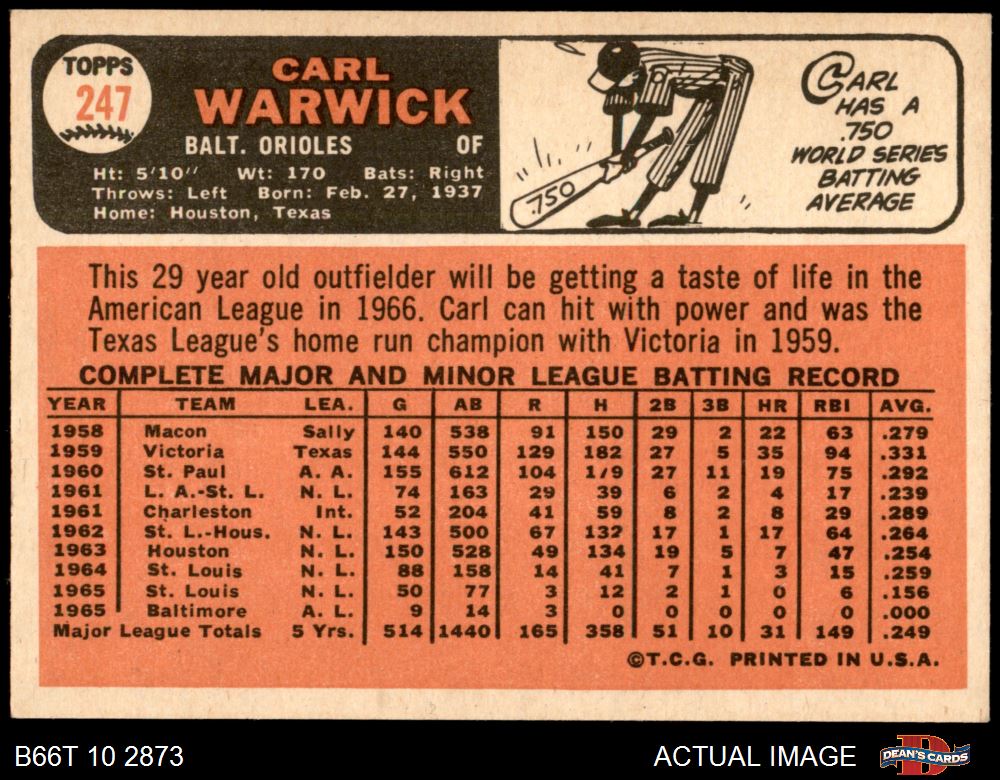 TOPPS
247
CARL
WARWICK
BALT. ORIOLES OF
Ht: 5'10" Wt: 170 Bats: Right
Throws: Left Born: Feb. 27, 1937
Home: Houston, Texas
.750
CARL
HAS A
.750
WORLD SERIES
BATTING
AVERAGE
This 29 year old outfielder will be getting a taste of life in the
American League in 1966. Carl can hit with power and was the
Texas League's home run champion with Victoria in 1959.
COMPLETE MAJOR AND MINOR LEAGUE BATTING RECORD
YEAR TEAM LEA. G AB R H 2B 3B HR RBI AVG.
1958 Macon Sally 140 538 91 150 29 2 22 63 .279
1959 Victoria Texas 144 550 129 182 27 5 35 94 .331
1960 St. Paul A. A. 155 612 104 1/9 27 11 19 75 .292
1961 L. A.-St. L. N. L. 74 163 29 39 6 2 4 17 .239
1961 Charleston Int. 52 204 41 59 8 2 8 29 .289
1962 St. L.-Hous. N. L. 143 500 67 132 17 1 17 64 .264
1963 Houston N. L. 150 528 49 134 19 5 7 47 .254
1964 St. Louis N. L. 88 158 14 41 7 1 3 15 .259
1965 St. Louis N. L. 50 77 3 12 2 1 0 6 .156
1965 Baltimore A. L. 9 14 3 0 0 0 0 0 .000
Major League Totals 5 Yrs. 514 1440 165 358 51 10 31 149 .249
©T.C.G. PRINTED IN U.S.A.
B66T 10 2873 ACTUAL IMAGE DEAN'S CARDS